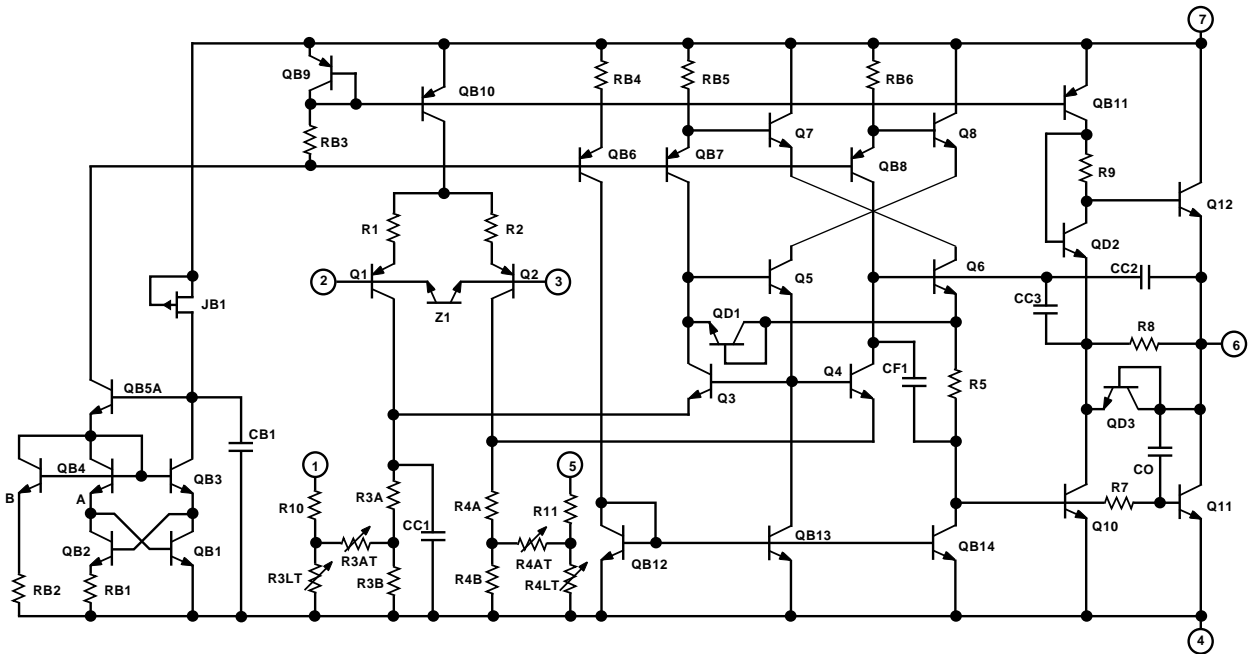 7
QB9
QB10
RB4
RB5
RB6
QB11
RB3
Q7
Q8
QB6
QB7
QB8
R9
R1
R2
Q12
QD2
2
Q1
Q2
3
Q5
Q6
CC2
JB1
Z1
QD1
CC3
R8
6
Q4
CF1
R5
QB5A
Q3
QD3
CB1
QB4
QB3
1
5
CO
B
A
R10
R3A
R4A
R11
R7
CC1
Q10
Q11
QB2
QB1
R3AT
R4AT
QB12
QB13
QB14
RB2
RB1
R3LT
R3B
R4B
R4LT
4